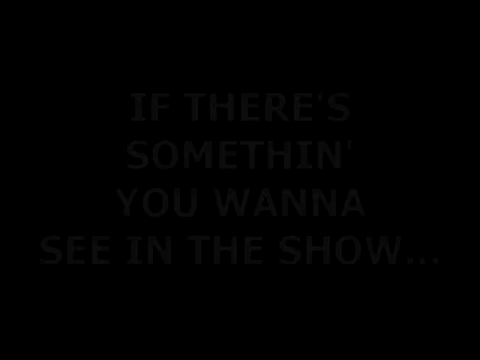 IF THERE'S
SOMETHIN'
YOU WANNA
SEE IN THE SHOW...